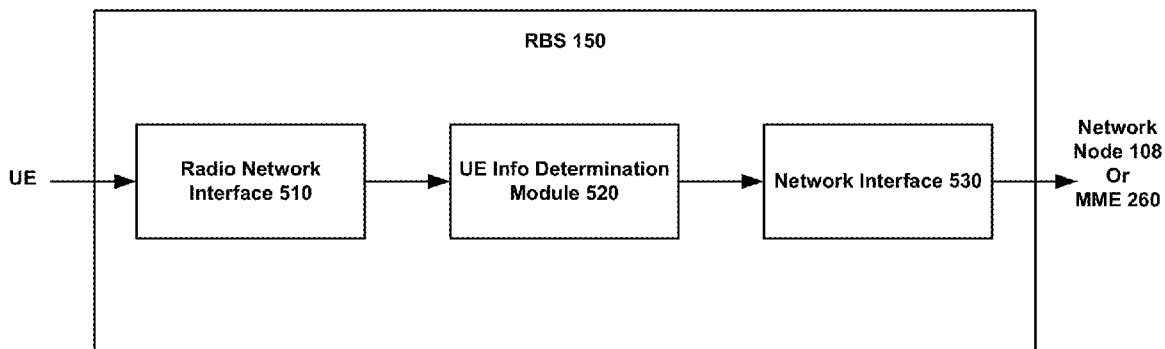 RBS 150
UE
Radio Network
Interface 510
UE Info Determination
Module 520
Network Interface 530
Network
Node 108
Or
MME 260